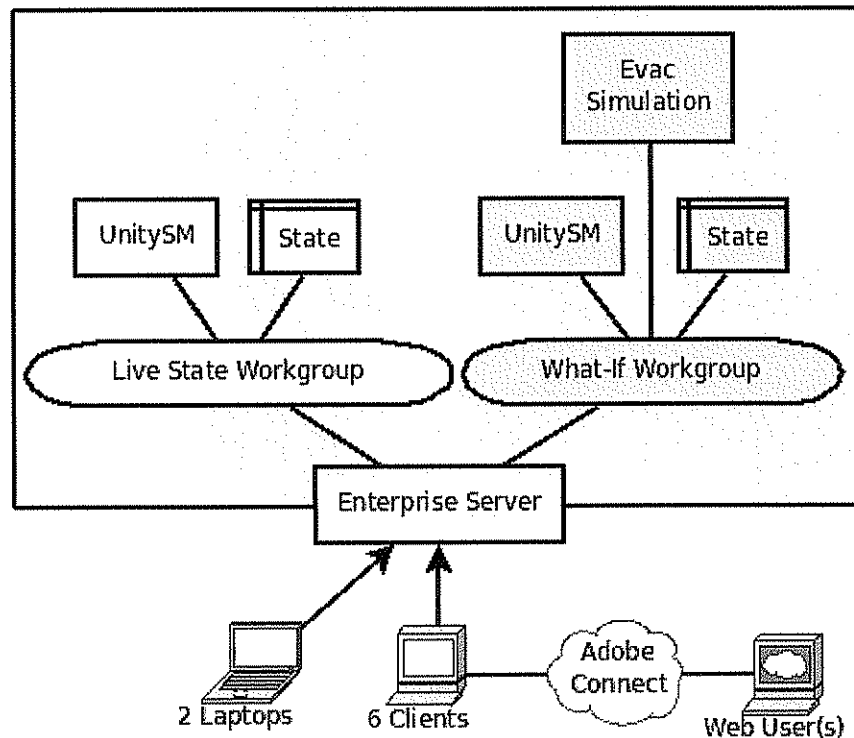 Evac
Simulation
UnitySM
State
UnitySM
State
Live State Workgroup
What-If Workgroup
Enterprise Server
2 Laptops
6 Clients
Adobe
Connect
Web User(s)